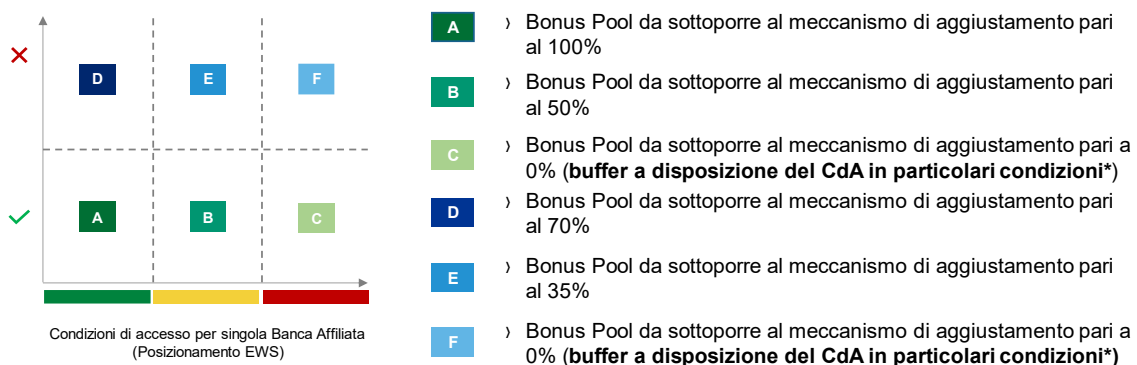 D
E
F
A
B
C
Condizioni di accesso per singola Banca Affiliata
(Posizionamento EWS)
A
› Bonus Pool da sottoporre al meccanismo di aggiustamento pari
al 100%
B
› Bonus Pool da sottoporre al meccanismo di aggiustamento pari
al 50%
C
› Bonus Pool da sottoporre al meccanismo di aggiustamento pari a
0% (buffer a disposizione del CdA in particolari condizioni*)
D
› Bonus Pool da sottoporre al meccanismo di aggiustamento pari
al 70%
E
› Bonus Pool da sottoporre al meccanismo di aggiustamento pari
al 35%
F
› Bonus Pool da sottoporre al meccanismo di aggiustamento pari a
0% (buffer a disposizione del CdA in particolari condizioni*)